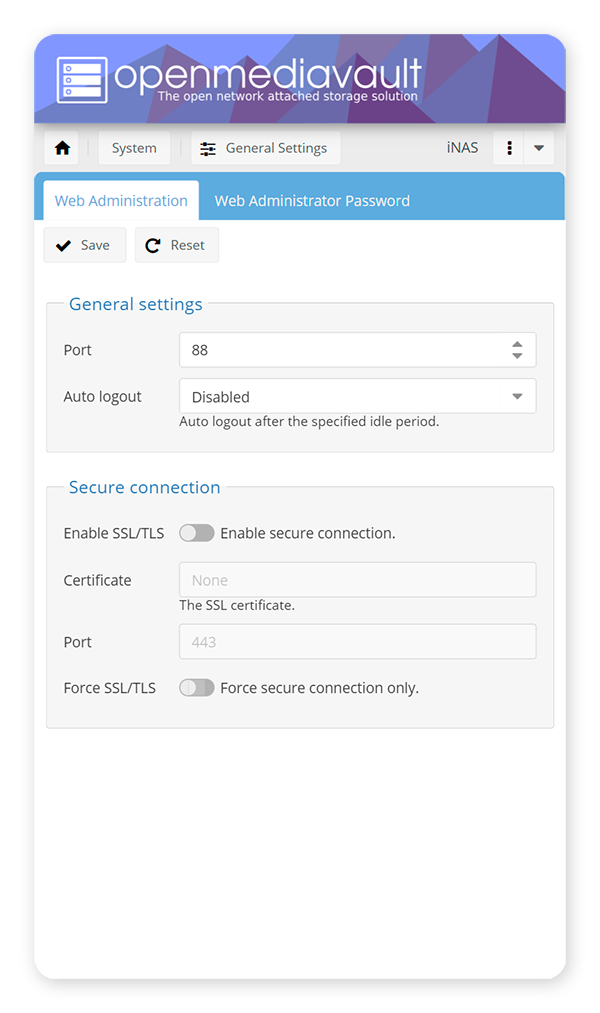 openmediavault
The open network attached storage solution
System General Settings iNAS
Web Administration Web Administrator Password
Save Reset
General settings
Port 88
Auto logout Disabled
Auto logout after the specified idle period.
Secure connection
Enable SSL/TLS Enable secure connection.
Certificate None
The SSL certificate.
Port 443
Force SSL/TLS Force secure connection only.